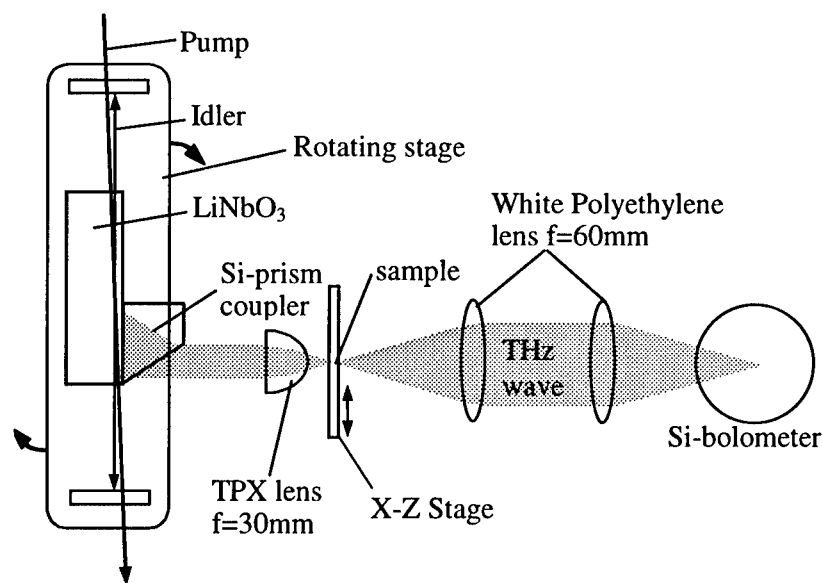 Pump
Idler
Rotating stage
LiNbO₃
White Polyethylene
lens f=60mm
Si-prism
coupler
sample
THz
wave
Si-bolometer
TPX lens
f=30mm
X-Z Stage